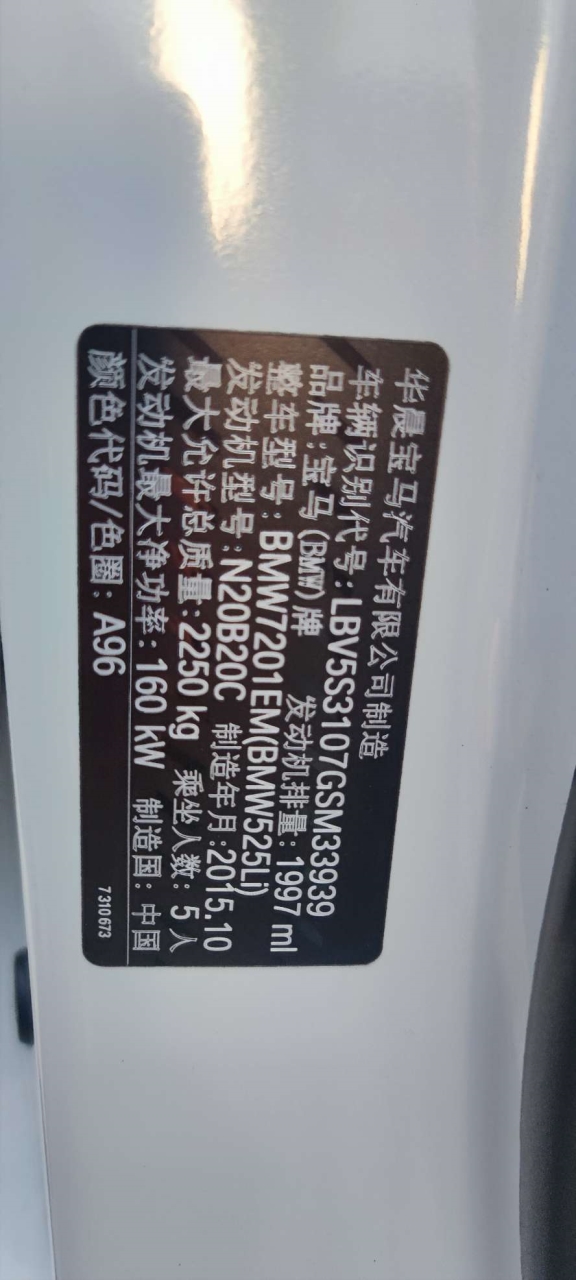 华晨宝马汽车有限公司制造
车辆识别代号: LBV5S3107GSM33939
品牌:宝马(BMW)牌 发动机排量: 1997 ml
整车型号: BMW7201EM(BMW525Li)
发动机型号: N20B20C 制造年月:2015.10
最大允许总质量: 2250 kg 乘坐人数: 5 人
发动机最大净功率: 160 kW 制造国: 中国
颜色代码/色圈: A96 7 310 673